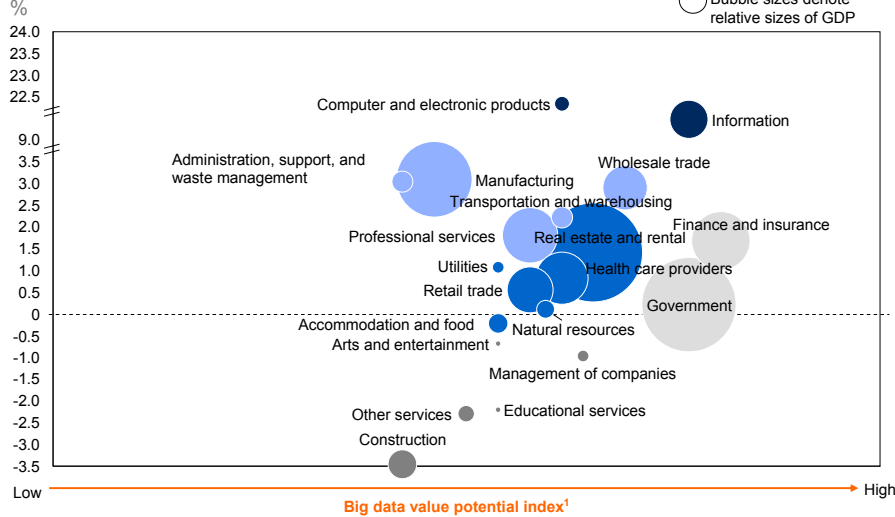 %
Bubble sizes denote
relative sizes of GDP
24.0
23.5
23.0
22.5
9.0
3.5
3.0
2.5
2.0
1.5
1.0
0.5
0
-0.5
-1.0
-1.5
-2.0
-2.5
-3.0
-3.5
Computer and electronic products
Information
Administration, support, and
waste management
Manufacturing
Wholesale trade
Transportation and warehousing
Professional services
Real estate and rental
Finance and insurance
Utilities
Health care providers
Retail trade
Government
Accommodation and food
Natural resources
Arts and entertainment
Management of companies
Other services
Educational services
Construction
Low
High
Big data value potential index¹